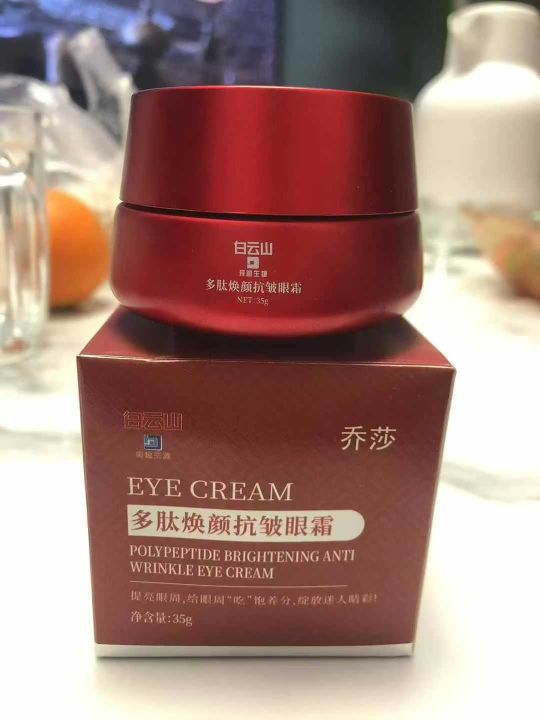 白云山
多肽焕颜抗皱眼霜
NET:35g
白云山
乔莎
EYE CREAM
多肽焕颜抗皱眼霜
POLYPEPTIDE BRIGHTENING ANTI
WRINKLE EYE CREAM
提亮眼周,给眼周“吃”饱养分,绽放迷人睛彩!
净含量:35g